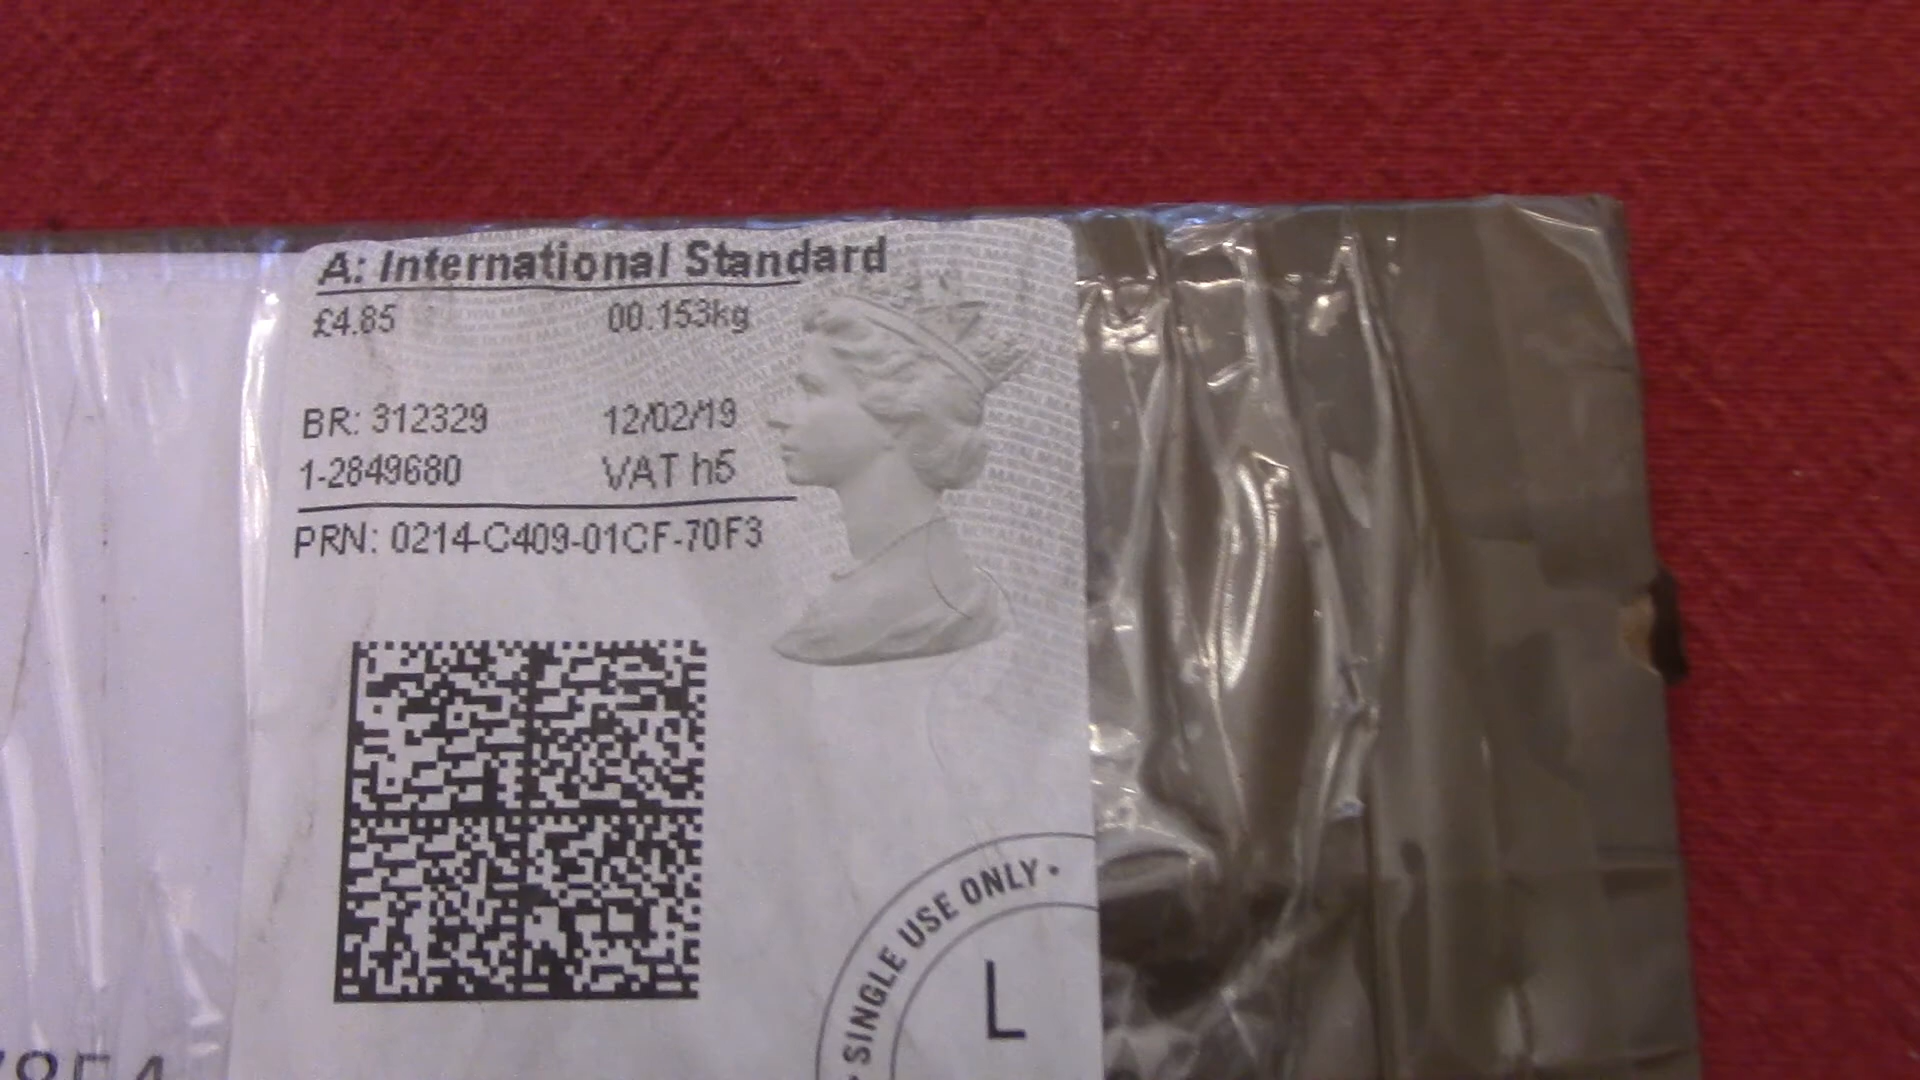 A: International Standard
£4.85 00.153kg
BR: 312329 12/02/19
1-2849680 VAT h5
PRN: 0214-C409-01CF-70F3
• SINGLE USE ONLY •
L